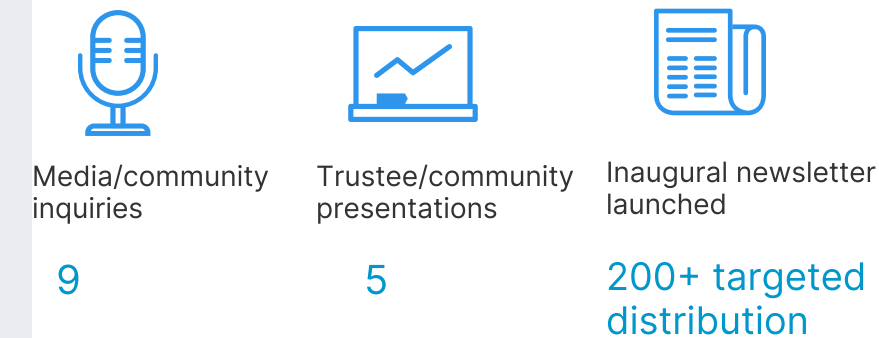 Media/community
inquiries
9
Trustee/community
presentations
5
Inaugural newsletter
launched
200+ targeted
distribution